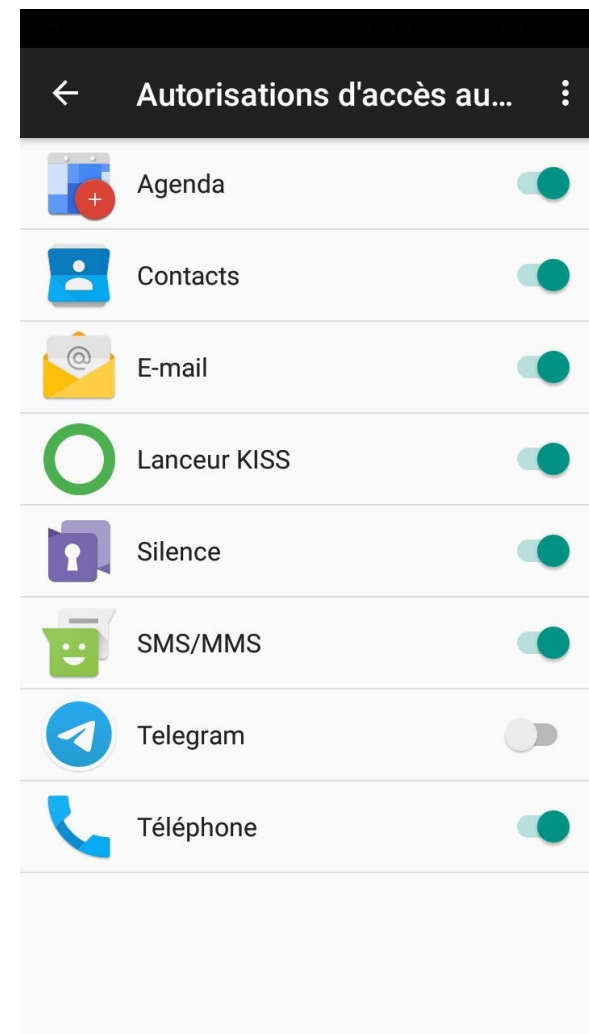 Autorisations d'accès au...
Agenda
Contacts
@
E-mail
Lanceur KISS
Silence
SMS/MMS
Telegram
Téléphone